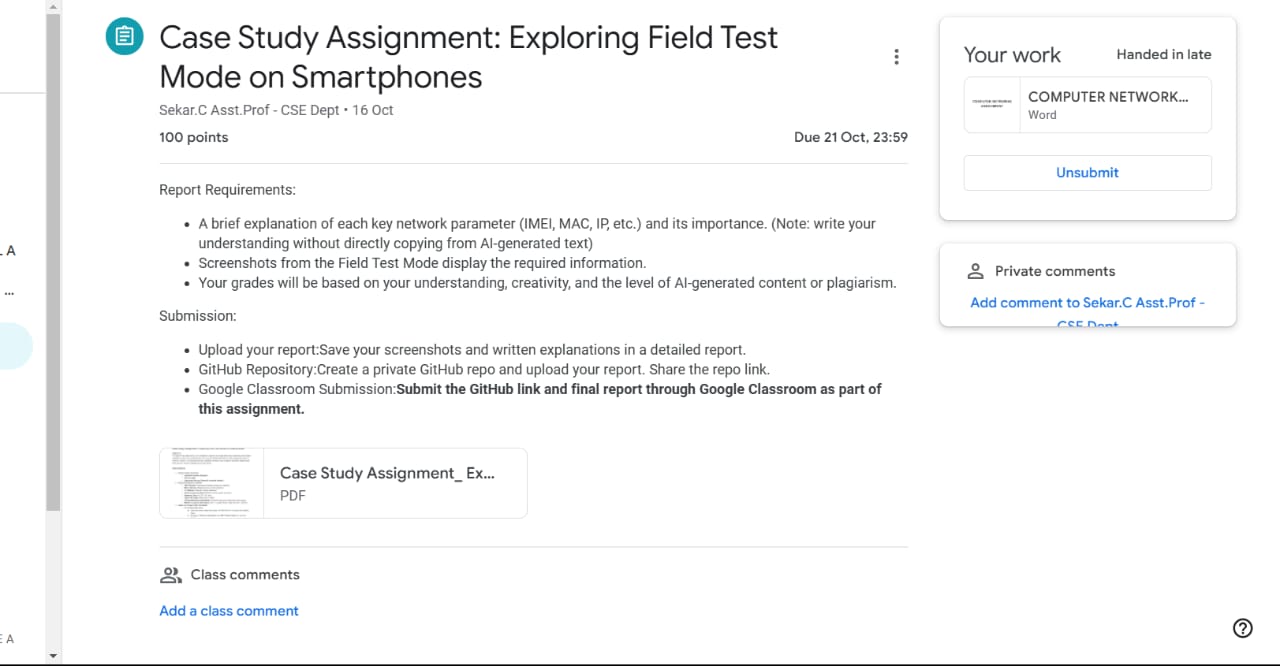 Case Study Assignment: Exploring Field Test
Mode on Smartphones
Sekar.C Asst.Prof - CSE Dept • 16 Oct
100 points
Due 21 Oct, 23:59
Report Requirements:
• A brief explanation of each key network parameter (IMEI, MAC, IP, etc.) and its importance. (Note: write your
understanding without directly copying from AI-generated text)
• Screenshots from the Field Test Mode display the required information.
• Your grades will be based on your understanding, creativity, and the level of AI-generated content or plagiarism.
Submission:
• Upload your report:Save your screenshots and written explanations in a detailed report.
• GitHub Repository:Create a private GitHub repo and upload your report. Share the repo link.
• Google Classroom Submission:Submit the GitHub link and final report through Google Classroom as part of
this assignment.
Case Study Assignment_ Ex...
PDF
Class comments
Add a class comment
Your work
Handed in late
COMPUTER NETWORKING
ASSIGNMENT
COMPUTER NETWORK...
Word
Unsubmit
Private comments
Add comment to Sekar.C Asst.Prof -
CSE Dept
A
...
E A